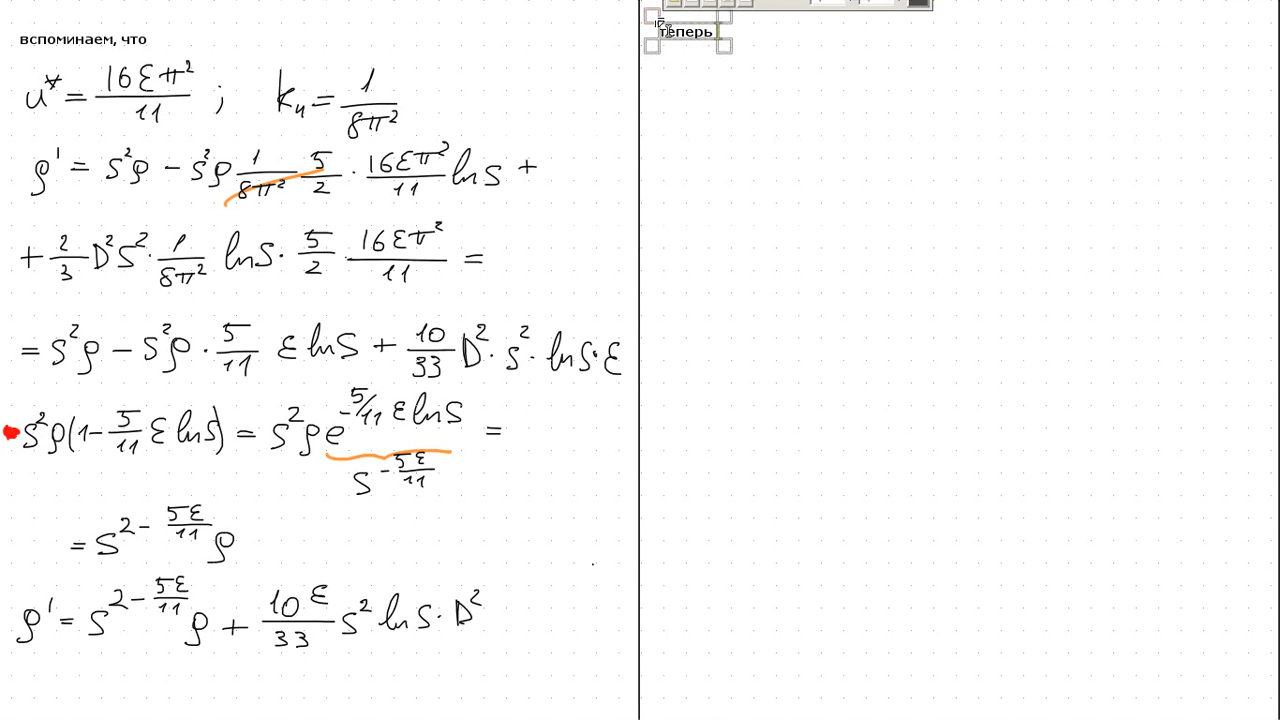 вспоминаем, что
u* = 16επ²/11 ; k₄ = 1/8π²
ρ' = s²ρ − s²ρ 1/8π² 5/2 · 16επ²/11 ln s +
+ 2/3 D²s² · 1/8π² ln s · 5/2 · 16επ²/11 =
= s²ρ − s²ρ · 5/11 ε ln s + 10/33 D² · s² · ln s · ε
s²ρ(1 − 5/11 ε ln s) = s²ρ e^(−5/11 ε ln s) =
s^(−5ε/11)
= s^(2 − 5ε/11) ρ
ρ' = s^(2 − 5ε/11) ρ + 10ε/33 s² ln s · D²
теперь